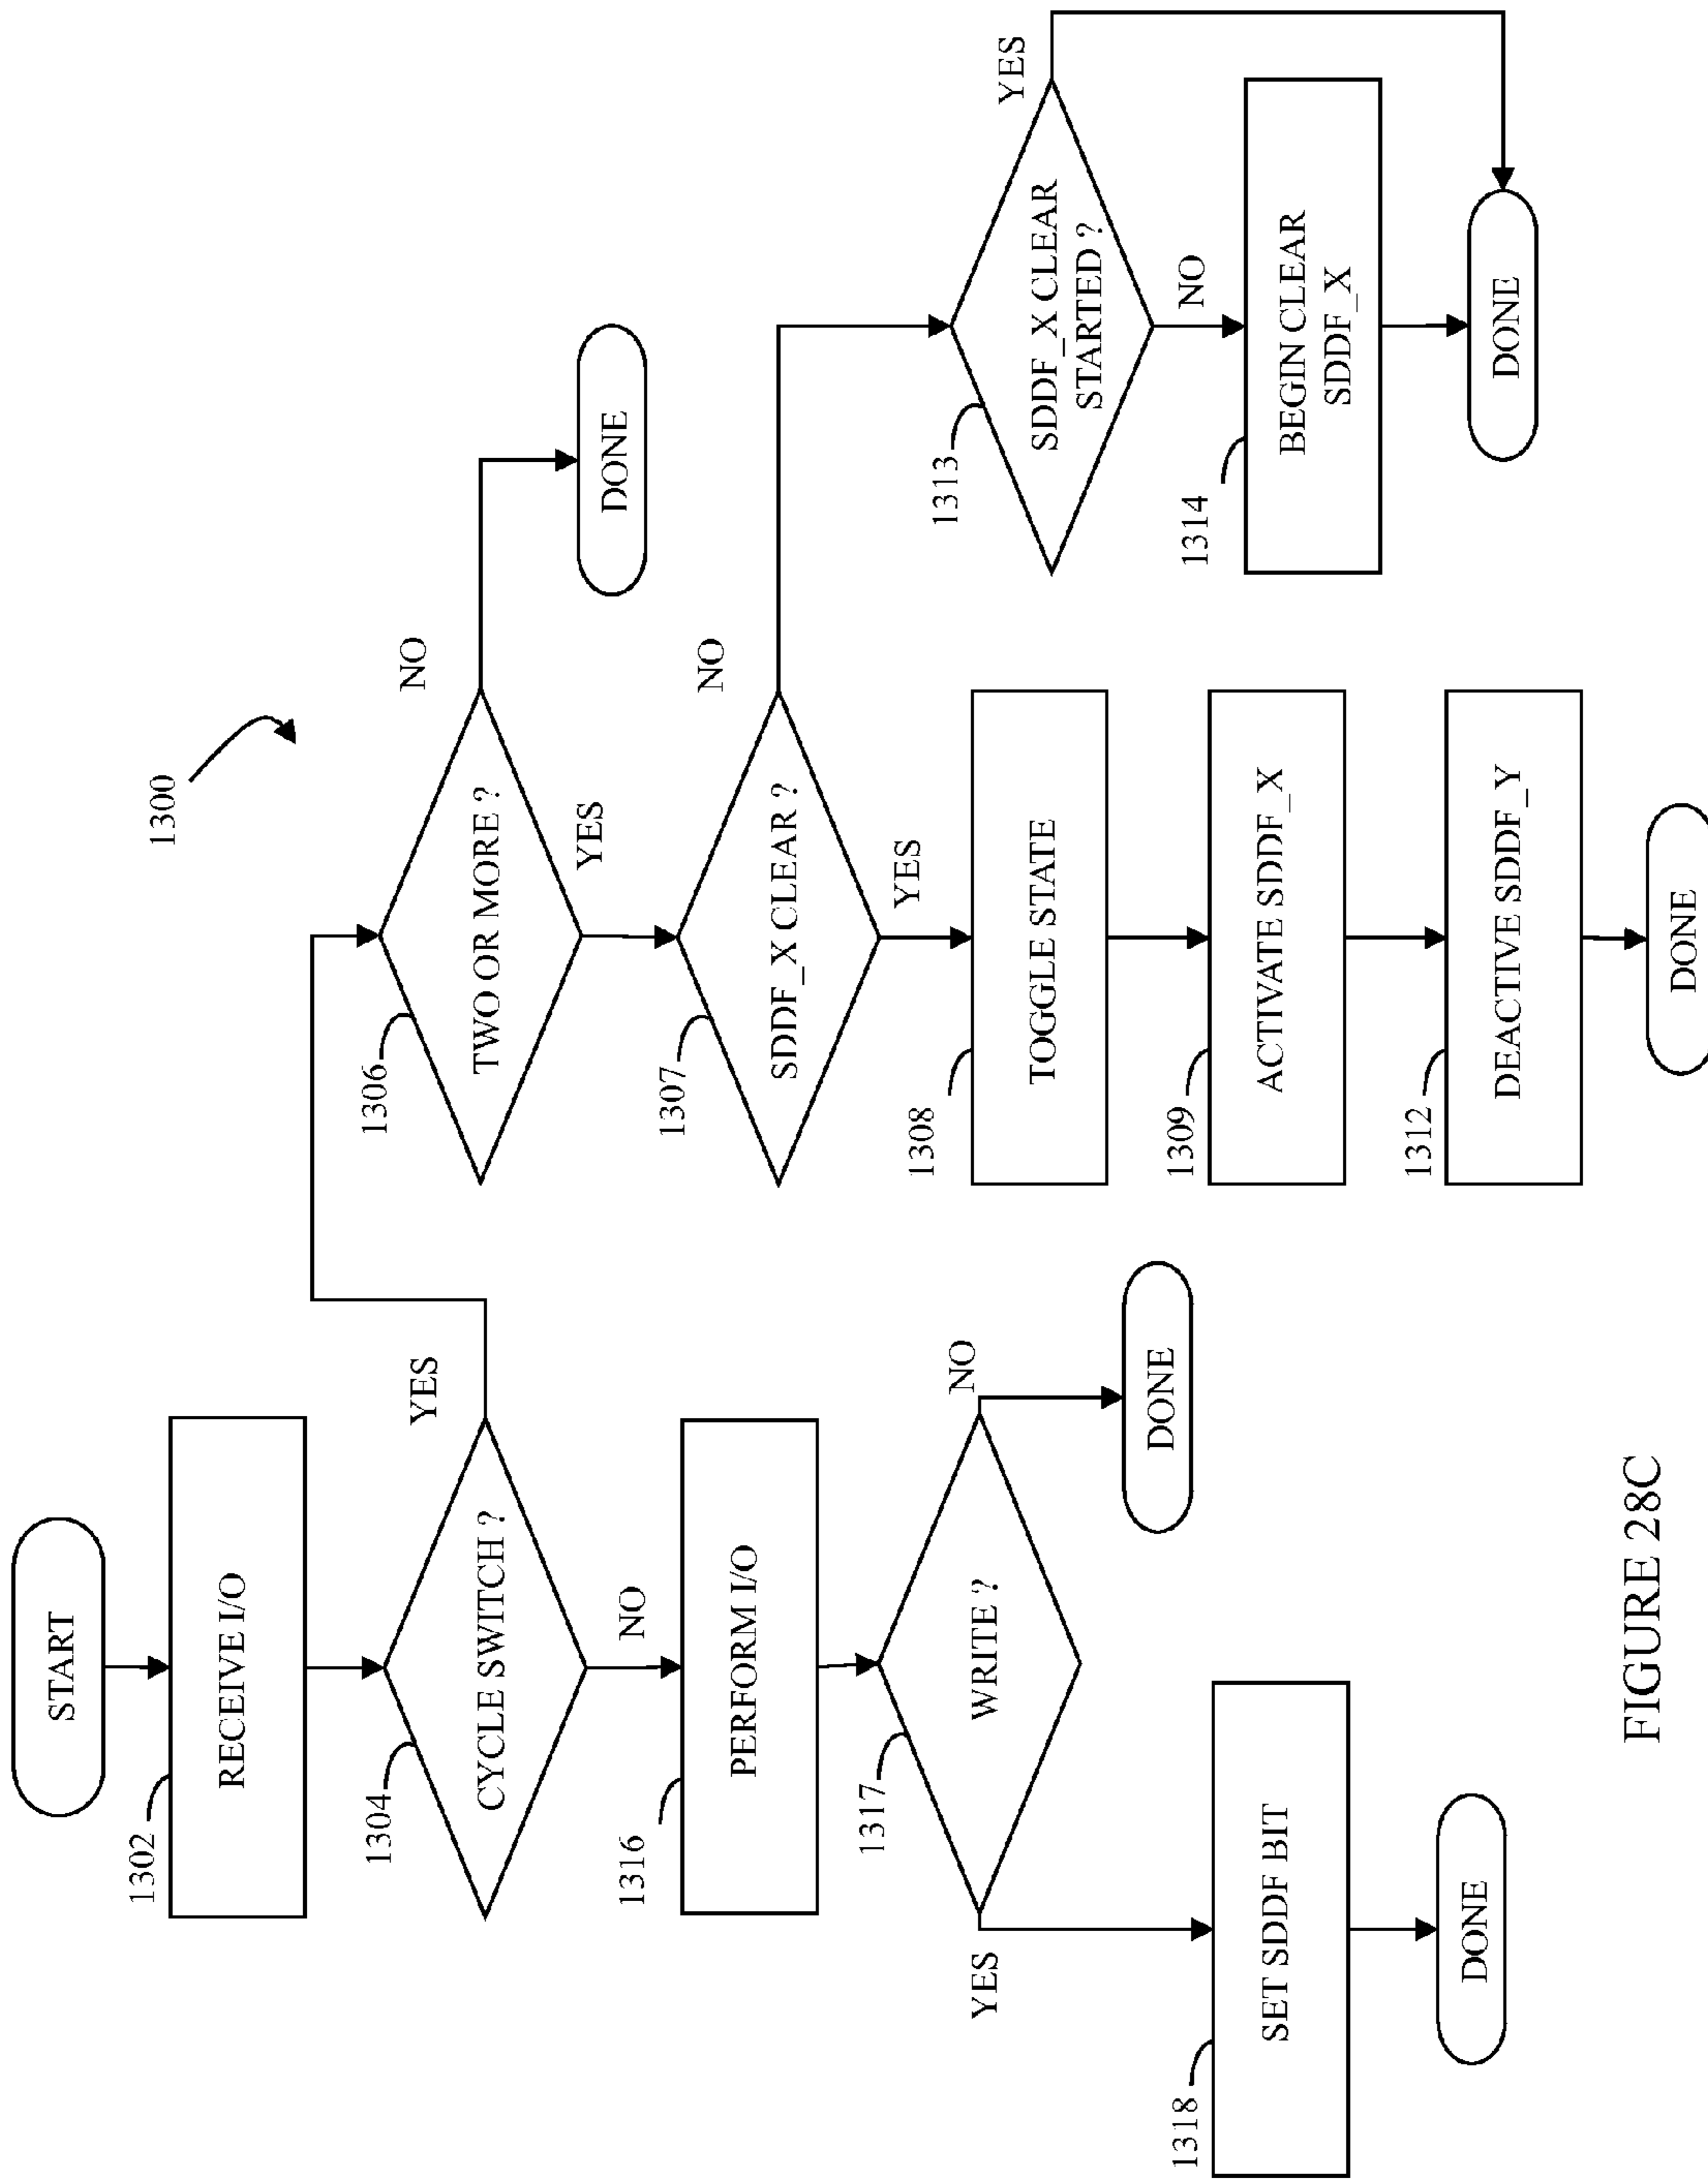 1300
START
1302
RECEIVE I/O
1304
CYCLE SWITCH ?
YES
NO
1316
PERFORM I/O
1317
WRITE ?
NO
DONE
YES
1318
SET SDDF BIT
DONE
1306
TWO OR MORE ?
NO
DONE
YES
1307
SDDF_X CLEAR ?
NO
YES
1308
TOGGLE STATE
1309
ACTIVATE SDDF_X
1312
DEACTIVE SDDF_Y
DONE
1313
SDDF_X CLEAR
STARTED ?
YES
NO
1314
BEGIN CLEAR
SDDF_X
DONE
FIGURE 28C